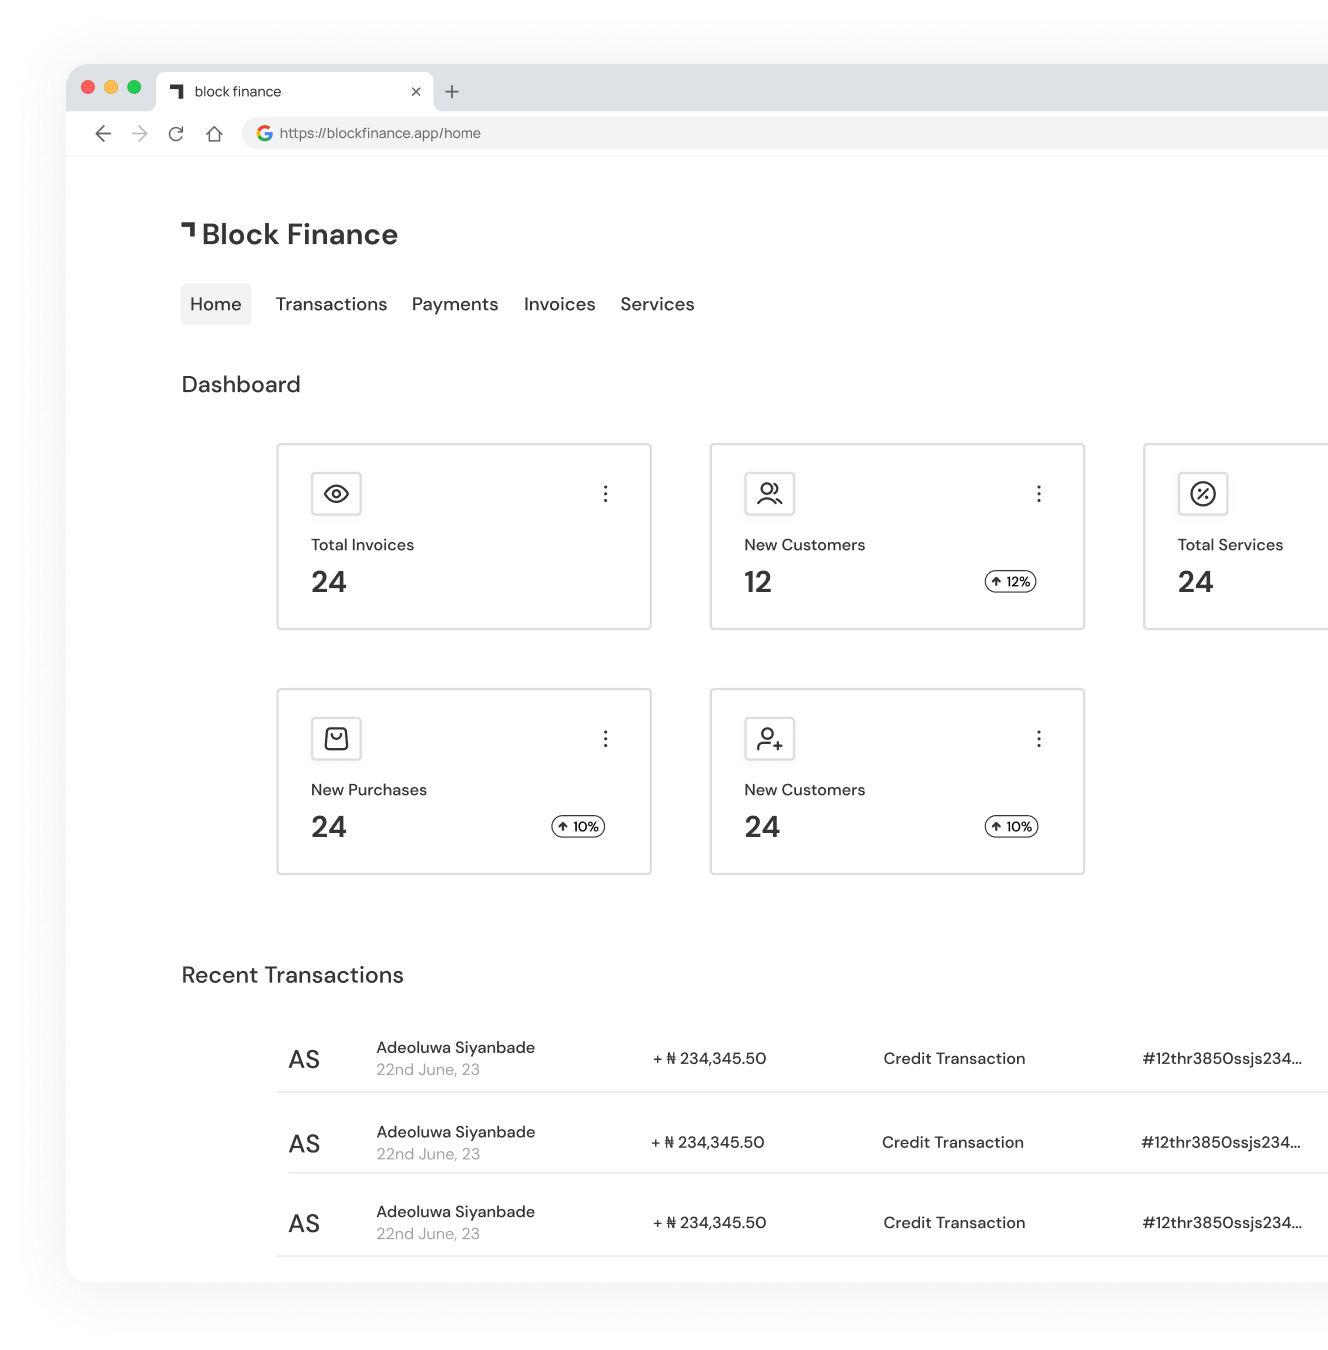 block finance
https://blockfinance.app/home
Block Finance
Home Transactions Payments Invoices Services
Dashboard
Total Invoices
24
New Customers
12
12%
Total Services
24
New Purchases
24
10%
New Customers
24
10%
Recent Transactions
AS
Adeoluwa Siyanbade
22nd June, 23
+ ₦ 234,345.50
Credit Transaction
#12thr3850ssjs234...
AS
Adeoluwa Siyanbade
22nd June, 23
+ ₦ 234,345.50
Credit Transaction
#12thr3850ssjs234...
AS
Adeoluwa Siyanbade
22nd June, 23
+ ₦ 234,345.50
Credit Transaction
#12thr3850ssjs234...